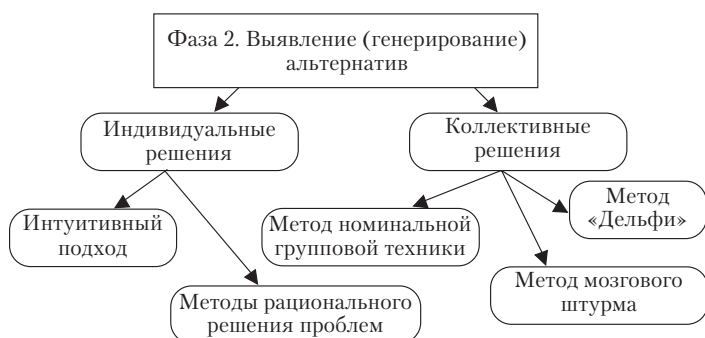 Фаза 2. Выявление (генерирование)
альтернатив
Индивидуальные
решения
Коллективные
решения
Интуитивный
подход
Метод номинальной
групповой техники
Метод
«Дельфи»
Методы рационального
решения проблем
Метод мозгового
штурма